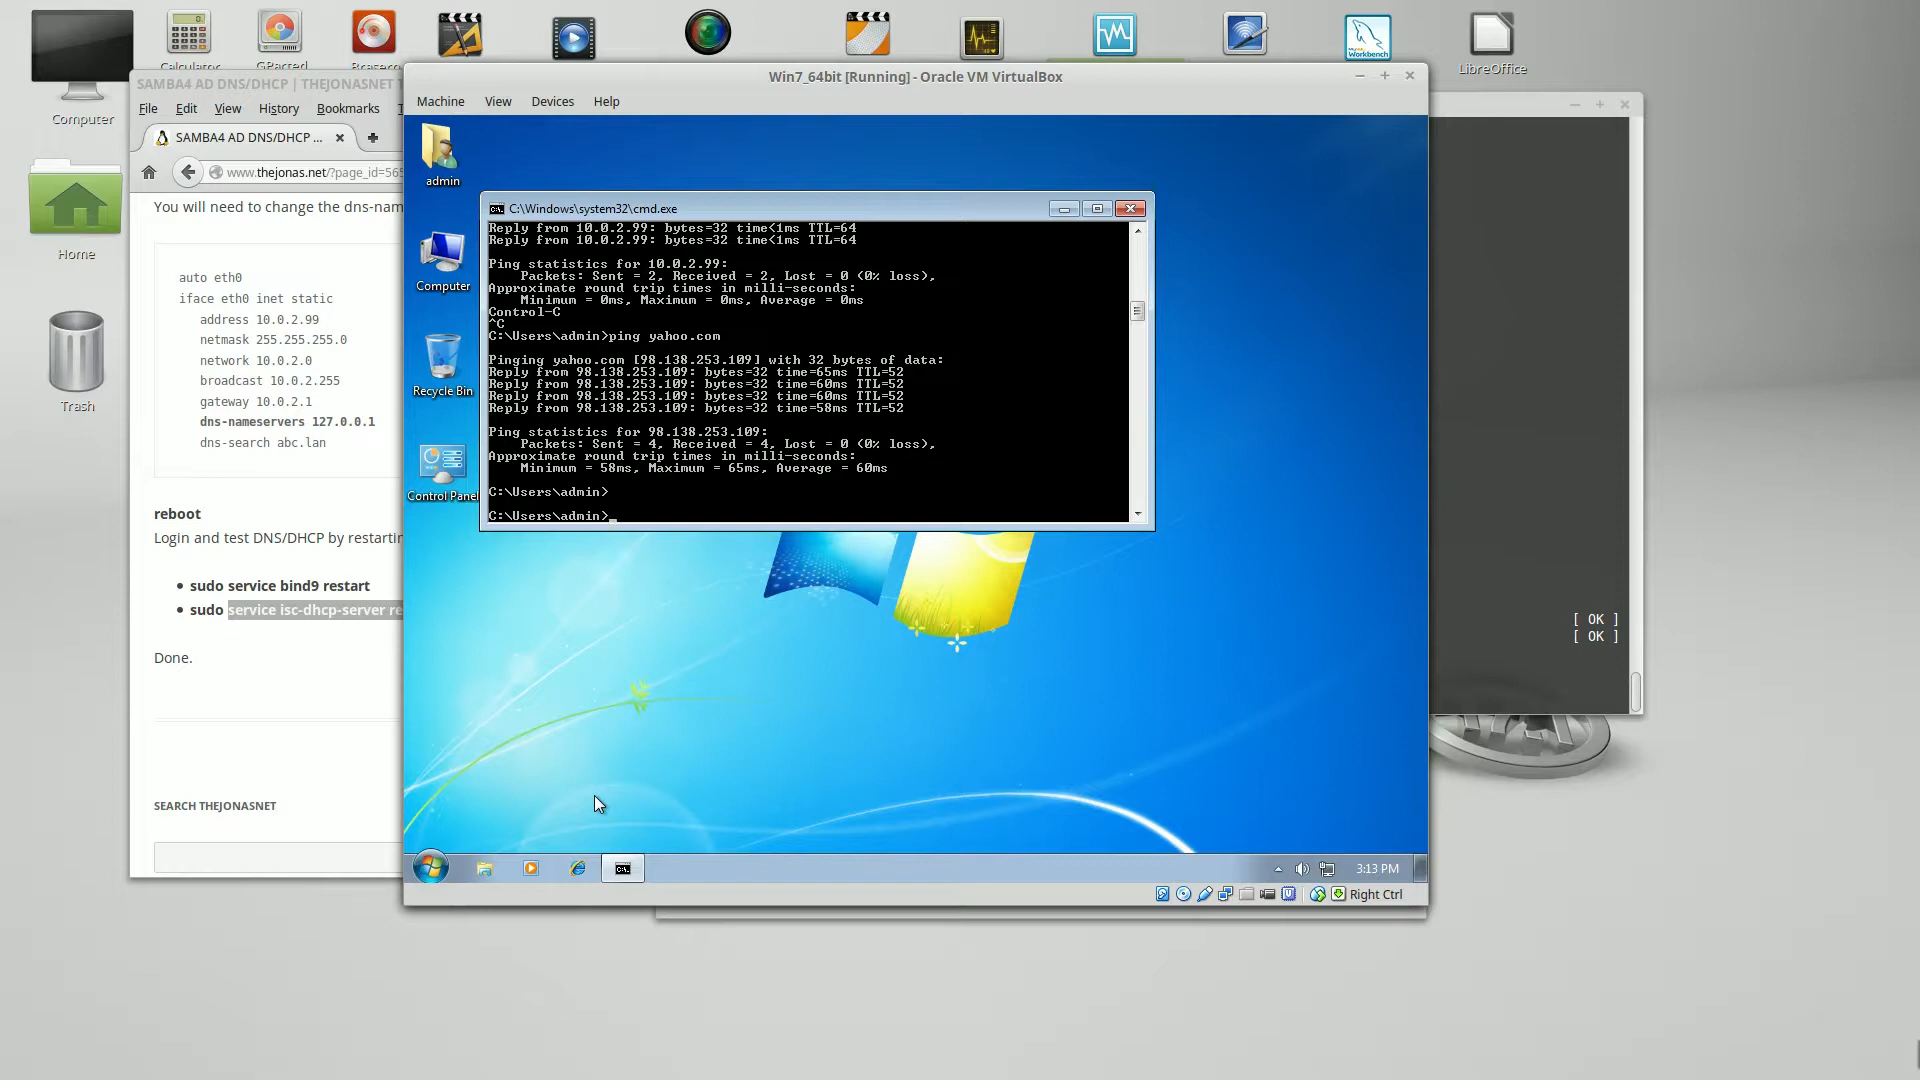 Calculator
GParted
Brasero
LibreOffice
Computer
Home
Trash
SAMBA4 AD DNS/DHCP | THEJONASNET
File Edit View History Bookmarks
SAMBA4 AD DNS/DHCP ...
www.thejonas.net/?page_id=565
You will need to change the dns-nam
auto eth0
iface eth0 inet static
address 10.0.2.99
netmask 255.255.255.0
network 10.0.2.0
broadcast 10.0.2.255
gateway 10.0.2.1
dns-nameservers 127.0.0.1
dns-search abc.lan
reboot
Login and test DNS/DHCP by restartin
• sudo service bind9 restart
• sudo service isc-dhcp-server re
Done.
SEARCH THEJONASNET
Win7_64bit [Running] - Oracle VM VirtualBox
Machine View Devices Help
admin
Computer
Recycle Bin
Control Panel
C:\Windows\system32\cmd.exe
Reply from 10.0.2.99: bytes=32 time<1ms TTL=64
Reply from 10.0.2.99: bytes=32 time<1ms TTL=64
Ping statistics for 10.0.2.99:
Packets: Sent = 2, Received = 2, Lost = 0 (0% loss),
Approximate round trip times in milli-seconds:
Minimum = 0ms, Maximum = 0ms, Average = 0ms
Control-C
^C
C:\Users\admin>ping yahoo.com
Pinging yahoo.com [98.138.253.109] with 32 bytes of data:
Reply from 98.138.253.109: bytes=32 time=65ms TTL=52
Reply from 98.138.253.109: bytes=32 time=60ms TTL=52
Reply from 98.138.253.109: bytes=32 time=60ms TTL=52
Reply from 98.138.253.109: bytes=32 time=58ms TTL=52
Ping statistics for 98.138.253.109:
Packets: Sent = 4, Received = 4, Lost = 0 (0% loss),
Approximate round trip times in milli-seconds:
Minimum = 58ms, Maximum = 65ms, Average = 60ms
C:\Users\admin>
C:\Users\admin>_
3:13 PM
Right Ctrl
[ OK ]
[ OK ]